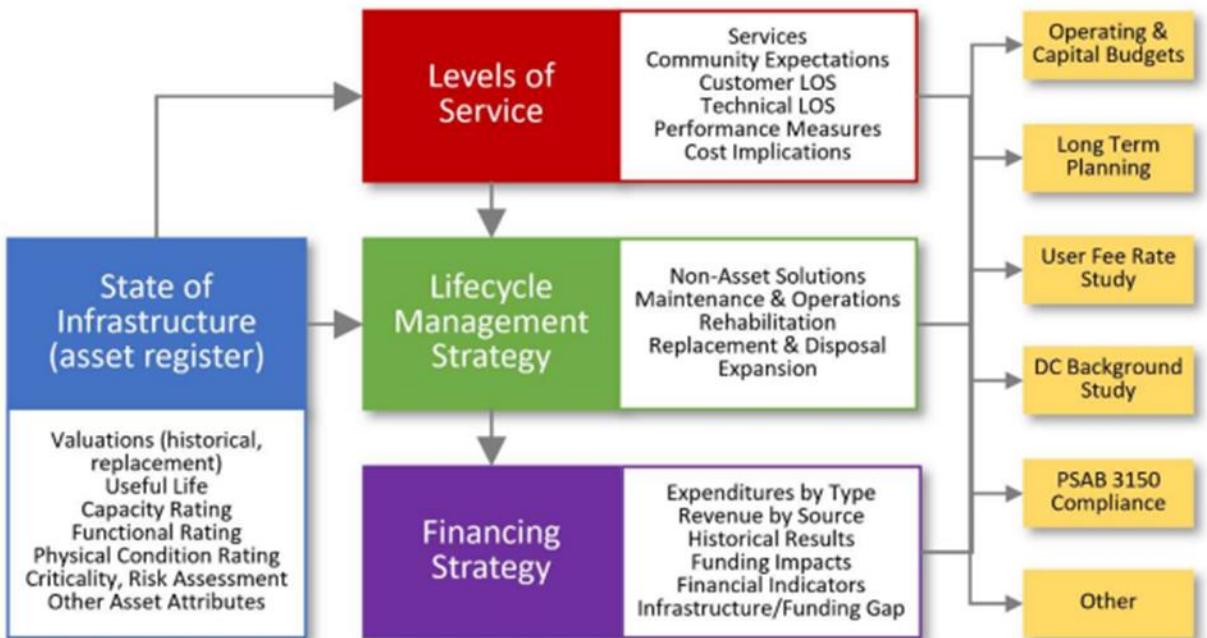 Levels of
Service
Services
Community Expectations
Customer LOS
Technical LOS
Performance Measures
Cost Implications
State of
Infrastructure
(asset register)
Valuations (historical,
replacement)
Useful Life
Capacity Rating
Functional Rating
Physical Condition Rating
Criticality, Risk Assessment
Other Asset Attributes
Lifecycle
Management
Strategy
Non-Asset Solutions
Maintenance & Operations
Rehabilitation
Replacement & Disposal
Expansion
Financing
Strategy
Expenditures by Type
Revenue by Source
Historical Results
Funding Impacts
Financial Indicators
Infrastructure/Funding Gap
Operating &
Capital Budgets
Long Term
Planning
User Fee Rate
Study
DC Background
Study
PSAB 3150
Compliance
Other